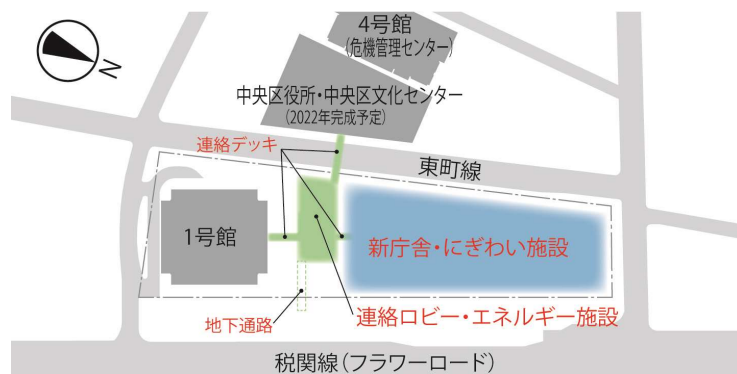 4号館
(危機管理センター)
N
中央区役所・中央区文化センター
(2022年完成予定)
連絡デッキ
東町線
1号館
新庁舎・にぎわい施設
連絡ロビー・エネルギー施設
地下通路
税関線(フラワーロード)